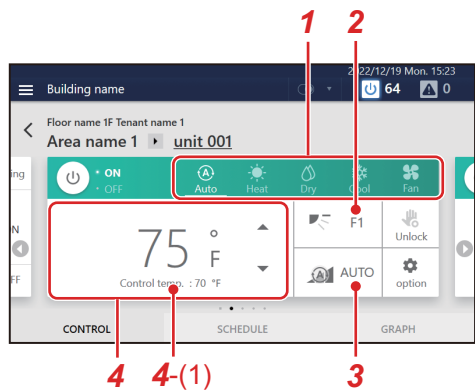 1 2
2022/12/19 Mon. 15:23
Building name 64 0
Floor name 1F Tenant name 1
Area name 1 unit 001
ing ON A
OFF Auto Heat Dry Cool Fan
75 °F F1 Unlock
N
FF Control temp. : 70 °F A AUTO option
CONTROL SCHEDULE GRAPH
4 4-(1) 3